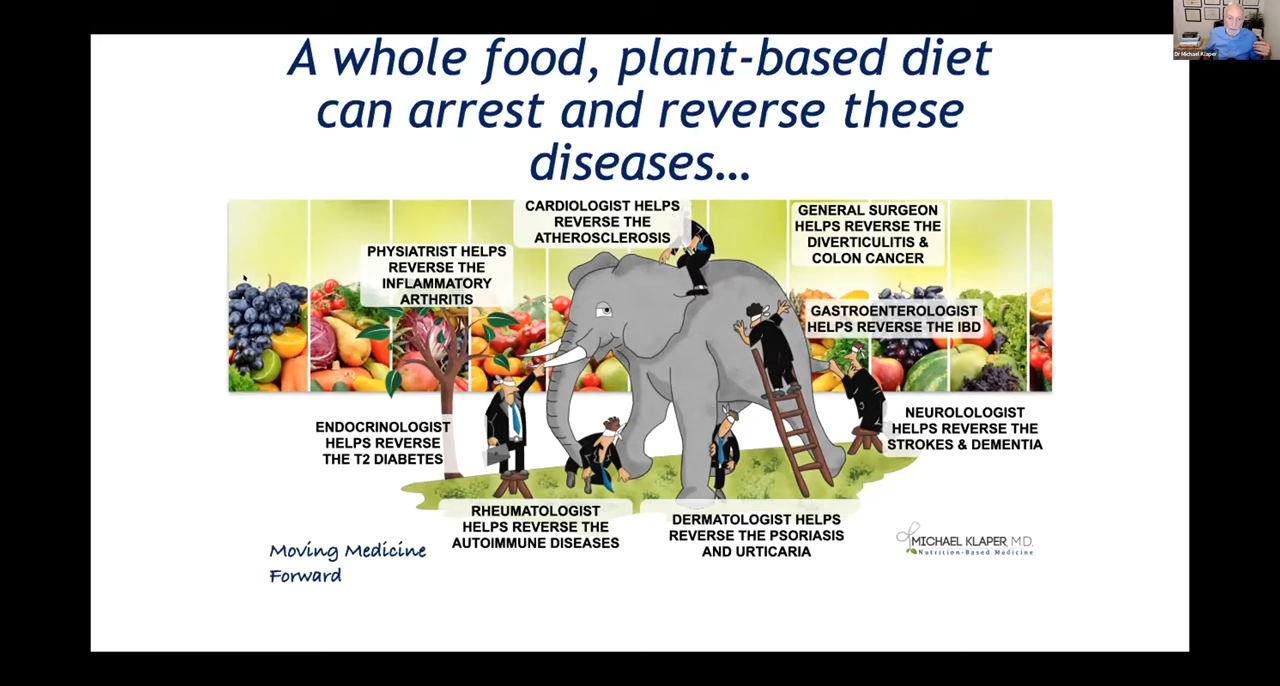 Dr Michael Klaper
A whole food, plant-based diet
can arrest and reverse these
diseases...
CARDIOLOGIST HELPS
REVERSE THE
ATHEROSCLEROSIS
GENERAL SURGEON
HELPS REVERSE THE
DIVERTICULITIS &
COLON CANCER
PHYSIATRIST HELPS
REVERSE THE
INFLAMMATORY
ARTHRITIS
GASTROENTEROLOGIST
HELPS REVERSE THE IBD
ENDOCRINOLOGIST
HELPS REVERSE
THE T2 DIABETES
NEUROLOLOGIST
HELPS REVERSE THE
STROKES & DEMENTIA
RHEUMATOLOGIST
HELPS REVERSE THE
AUTOIMMUNE DISEASES
DERMATOLOGIST HELPS
REVERSE THE PSORIASIS
AND URTICARIA
Moving Medicine
Forward
MICHAEL KLAPER, M.D.
Nutrition-Based Medicine